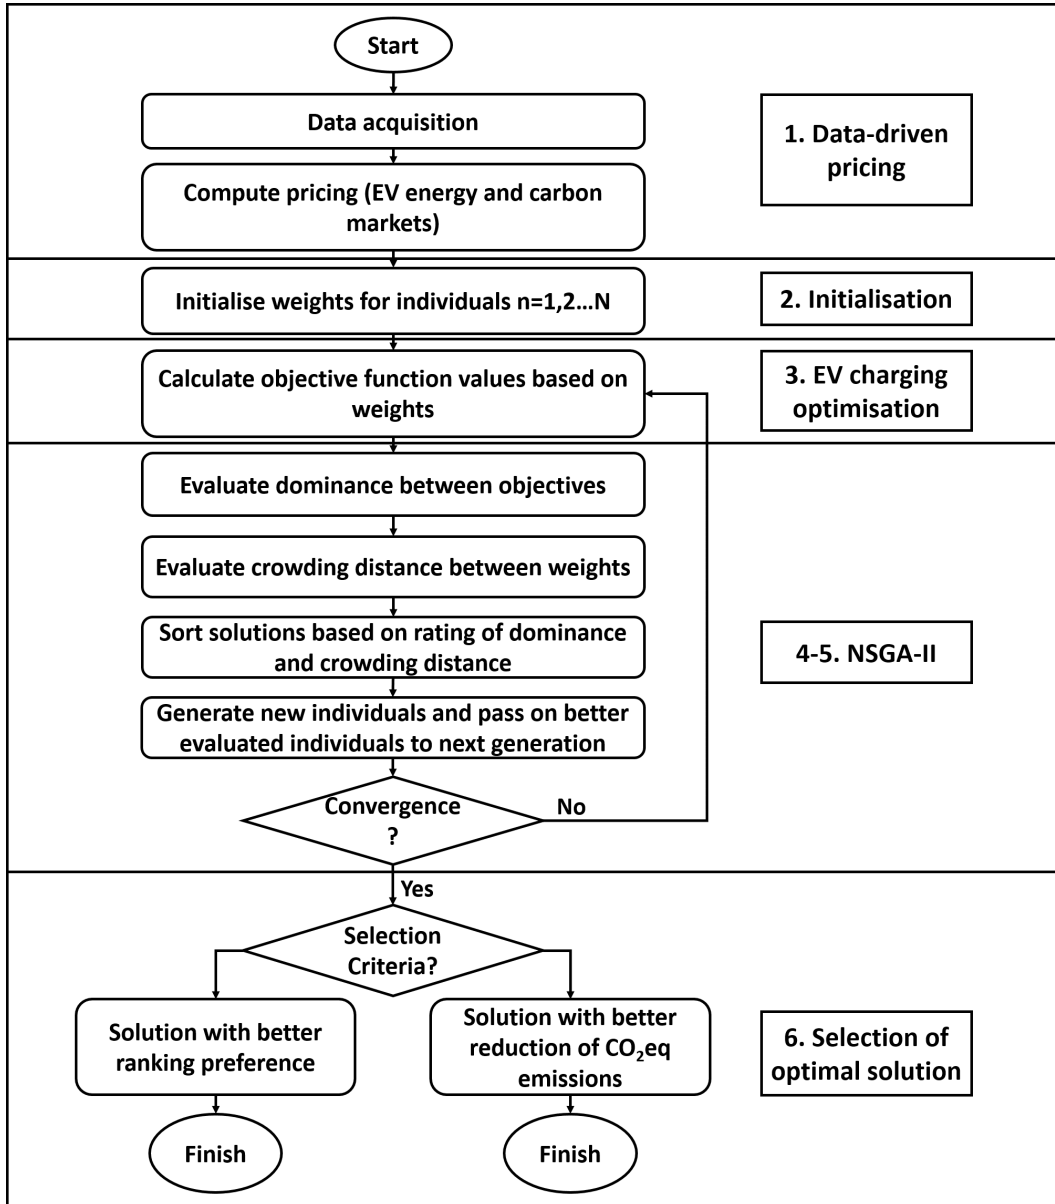 Start
Data acquisition
1. Data-driven
pricing
Compute pricing (EV energy and carbon
markets)
Initialise weights for individuals n=1,2...N
2. Initialisation
Calculate objective function values based on
weights
3. EV charging
optimisation
Evaluate dominance between objectives
Evaluate crowding distance between weights
Sort solutions based on rating of dominance
and crowding distance
4-5. NSGA-II
Generate new individuals and pass on better
evaluated individuals to next generation
Convergence
?
No
Yes
Selection
Criteria?
Solution with better
ranking preference
Solution with better
reduction of CO₂eq
emissions
6. Selection of
optimal solution
Finish
Finish